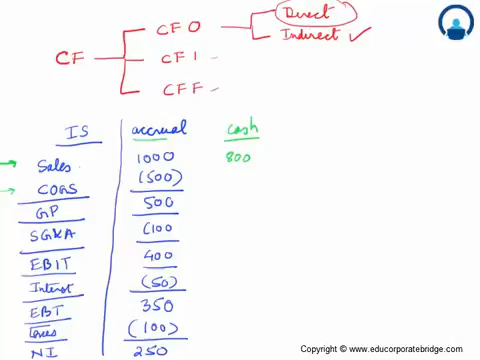 CFO Direct
Indirect ✓
CF CFI
CFF
IS accrual cash
Sales 1000 800
COGS (500)
GP 500
SG&A (100
EBIT 400
Interest (50)
EBT 350
Taxes (100)
NI 250
Copyright © www.educorporatebridge.com